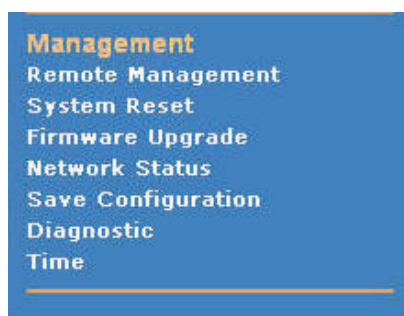 Management
Remote Management
System Reset
Firmware Upgrade
Network Status
Save Configuration
Diagnostic
Time